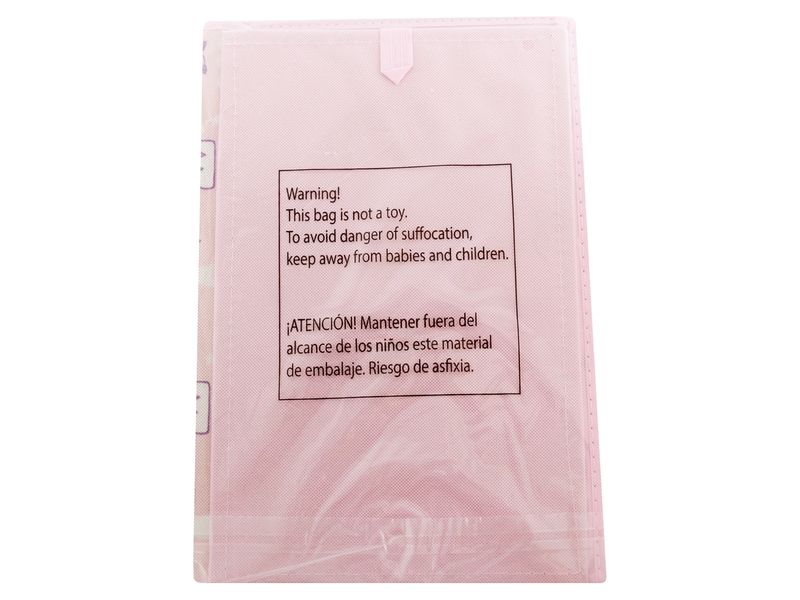 Warning!
This bag is not a toy.
To avoid danger of suffocation,
keep away from babies and children.
¡ATENCIÓN! Mantener fuera del
alcance de los niños este material
de embalaje. Riesgo de asfixia.